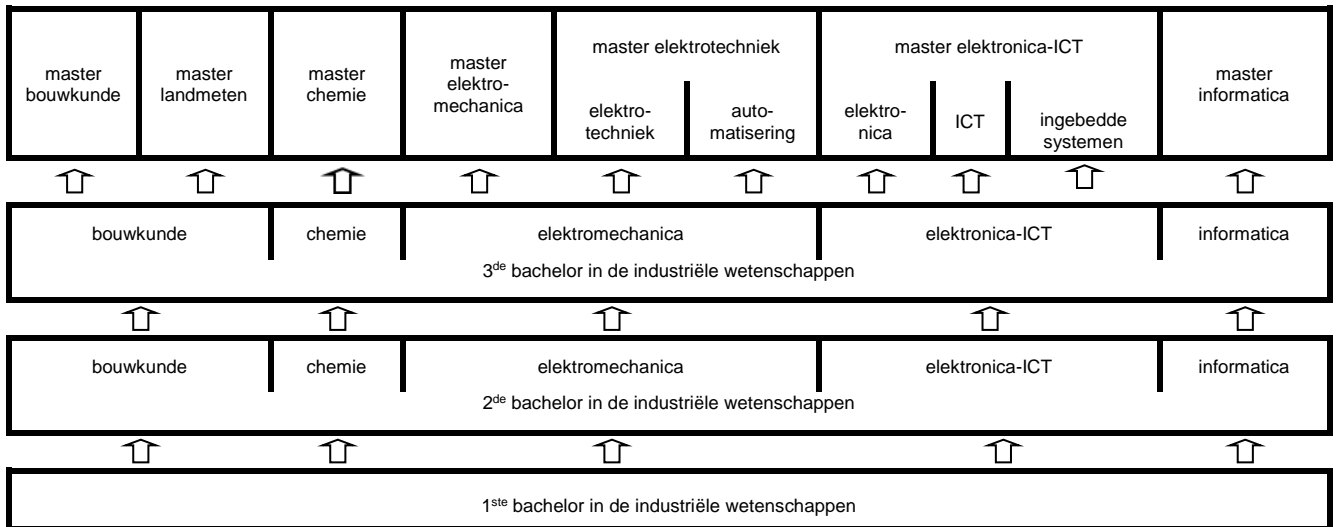 master
bouwkunde
master
landmeten
master
chemie
master
elektro-
mechanica
master elektrotechniek
elektro-
techniek
auto-
matisering
master elektronica-ICT
elektro-
nica
ICT
ingebedde
systemen
master
informatica
bouwkunde
chemie
elektromechanica
elektronica-ICT
informatica
3de bachelor in de industriële wetenschappen
bouwkunde
chemie
elektromechanica
elektronica-ICT
informatica
2de bachelor in de industriële wetenschappen
1ste bachelor in de industriële wetenschappen